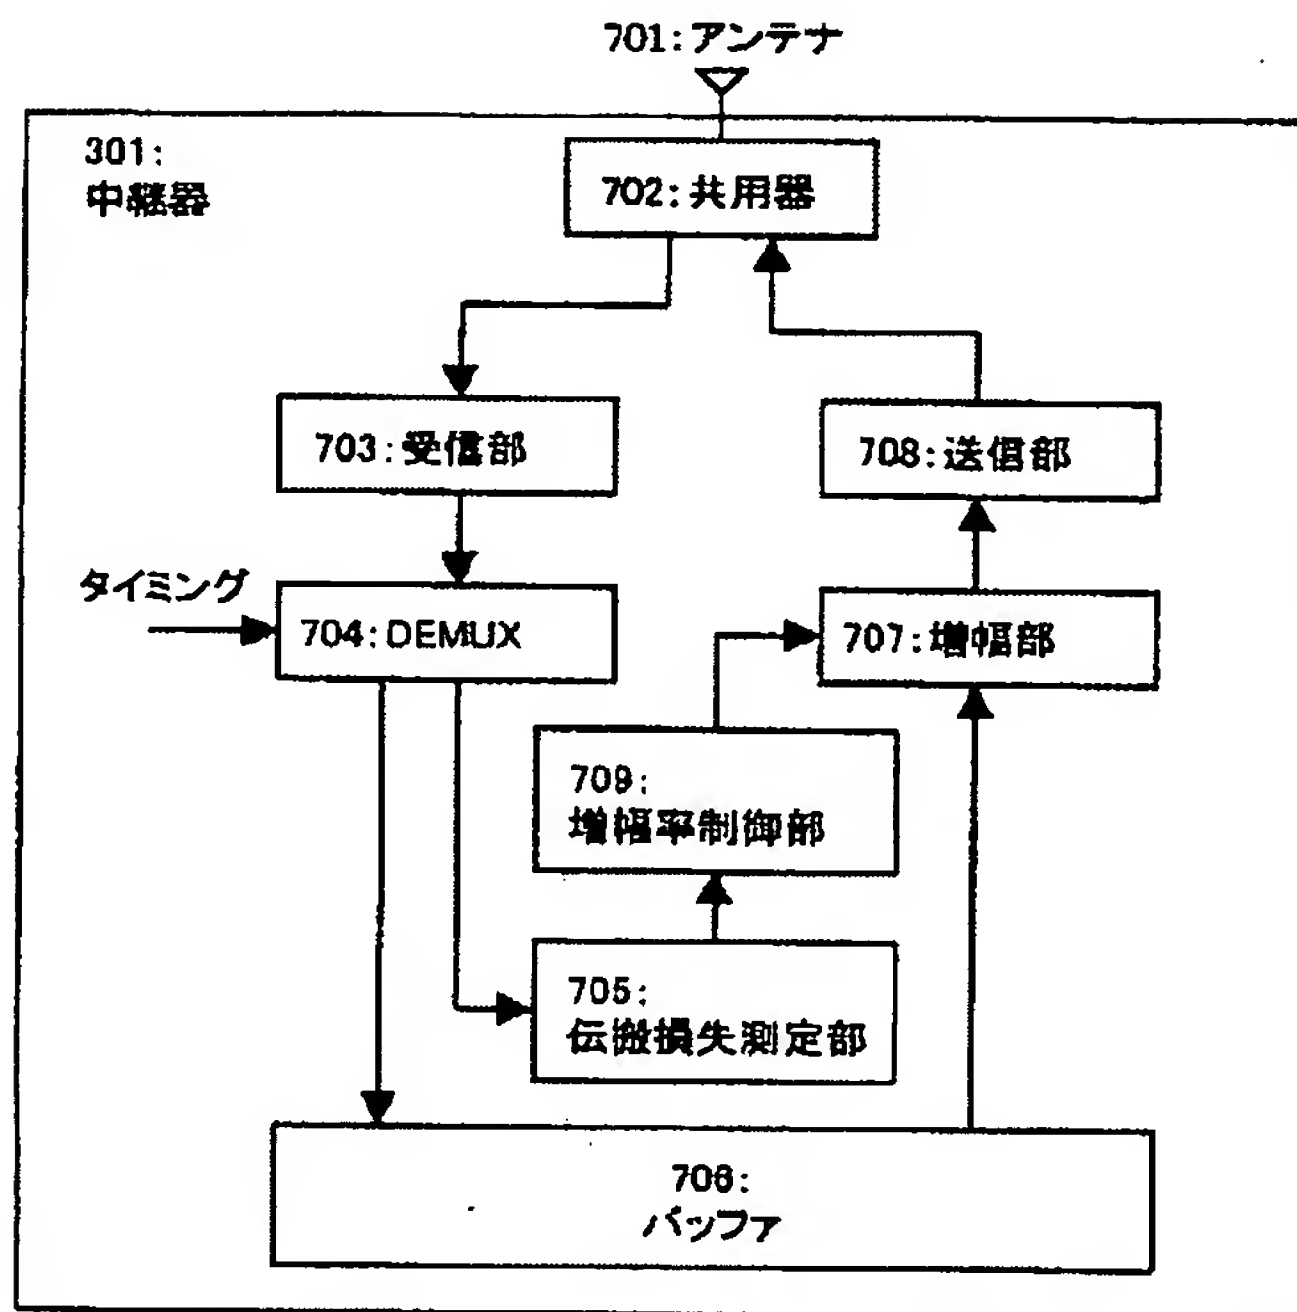 701:アンテナ
301:
中継器
702:共用器
703:受信部
708:送信部
タイミング
704:DEMUX
707:増幅部
709:
増幅率制御部
705:
伝搬損失測定部
706:
バッファ